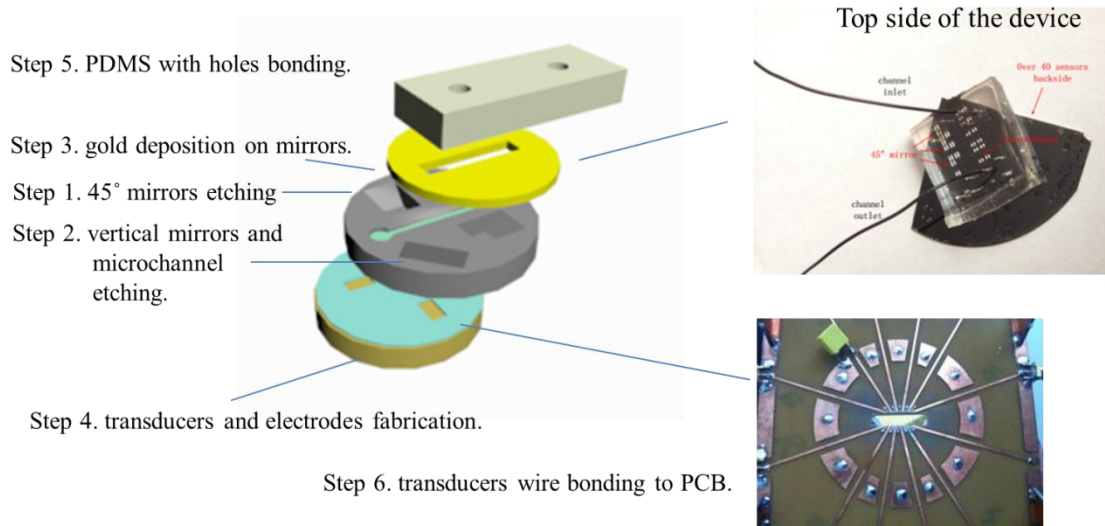 Top side of the device
Step 5. PDMS with holes bonding.
Over 40 sensors
backside
channel
inlet
Step 3. gold deposition on mirrors.
45° mirror
Step 1. 45° mirrors etching
Step 2. vertical mirrors and
microchannel
etching.
channel
outlet
Step 4. transducers and electrodes fabrication.
Step 6. transducers wire bonding to PCB.